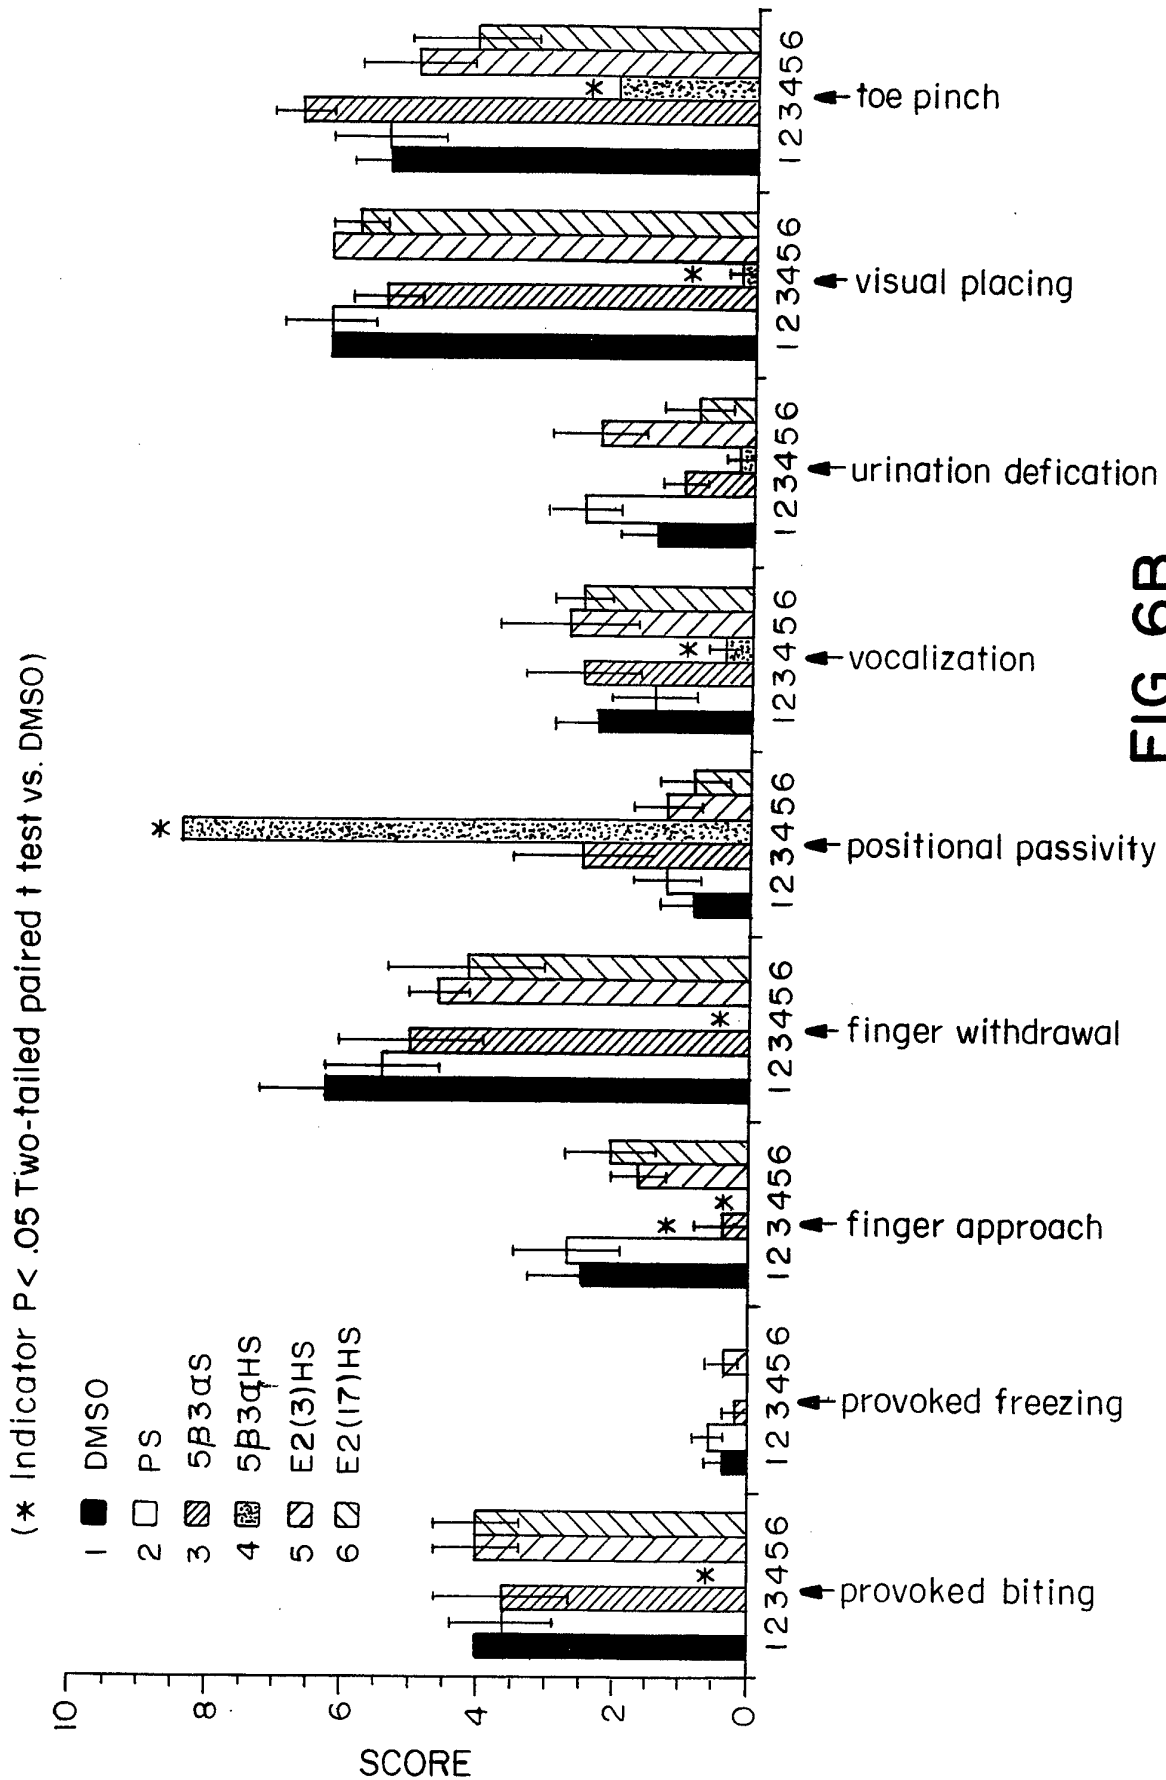 (* Indicator P< .05 Two-tailed paired t test vs. DMSO)
1 DMSO
2 PS
3 5β3αS
4 5β3αHS
5 E2(3)HS
6 E2(17)HS
10
8
6
4
2
0
SCORE
*
*
*
*
*
*
*
*
*
123456
123456
123456
123456
123456
123456
123456
123456
123456
provoked biting
provoked freezing
finger approach
finger withdrawal
positional passivity
vocalization
urination defication
visual placing
toe pinch
FIG. 6B